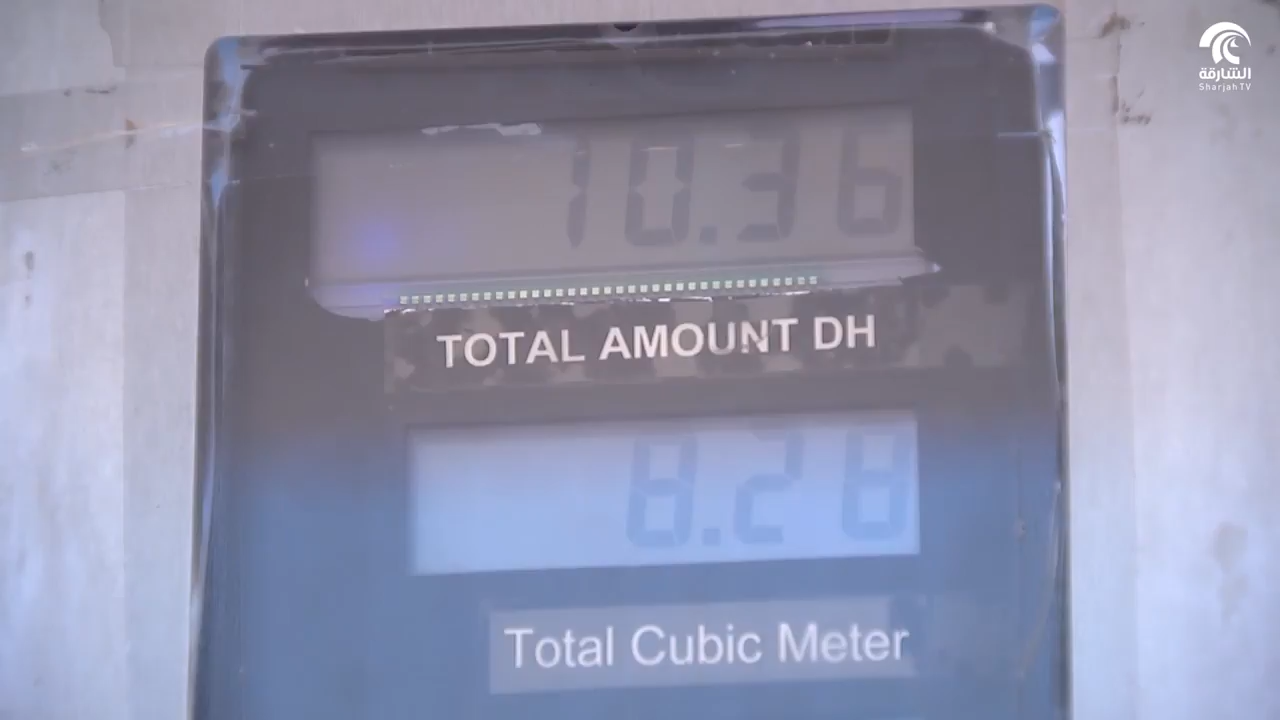 الشارقة
SharjahTV
10.36
TOTAL AMOUNT DH
8.28
Total Cubic Meter